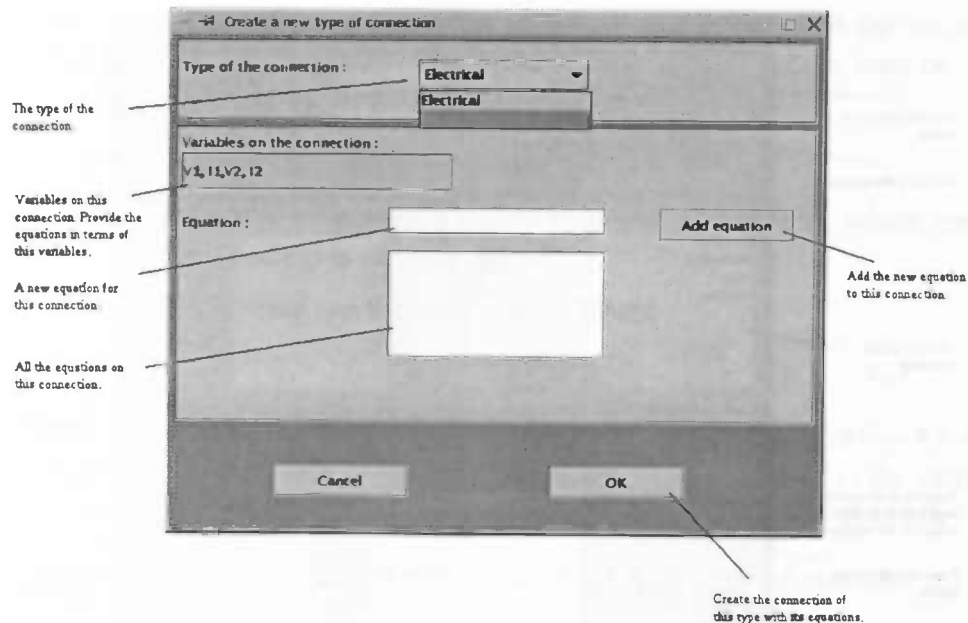 Create a new type of connection
Type of the connection :
Electrical
Electrical
The type of the
connection
Variables on the connection :
V1, I1,V2, I2
Variables on this
connection. Provide the
equations in terms of
this variables.
Equation :
Add equation
A new equation for
this connection
Add the new equation
to this connection
All the equations on
this connection.
Cancel
OK
Create the connection of
this type with its equations.